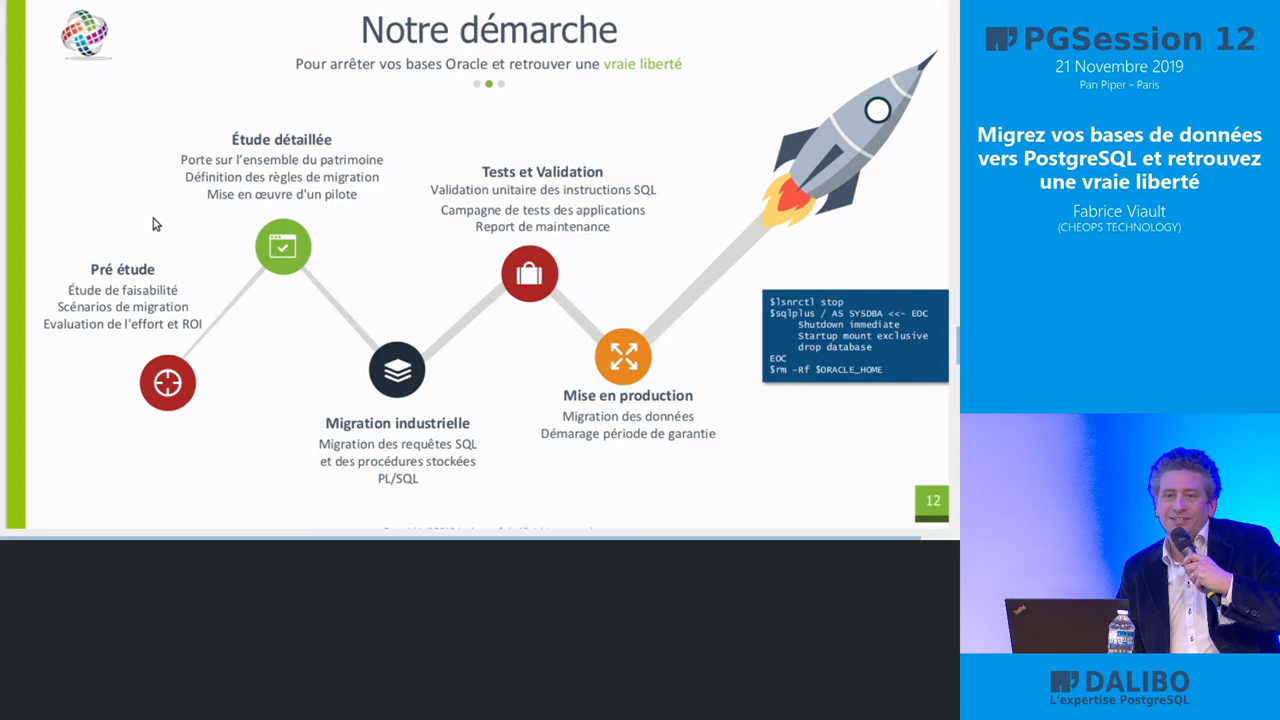 Notre démarche
Pour arrêter vos bases Oracle et retrouver une vraie liberté
Étude détaillée
Porte sur l'ensemble du patrimoine
Définition des règles de migration
Mise en œuvre d'un pilote
Tests et Validation
Validation unitaire des instructions SQL
Campagne de tests des applications
Report de maintenance
Pré étude
Étude de faisabilité
Scénarios de migration
Evaluation de l'effort et ROI
Migration industrielle
Migration des requêtes SQL
et des procédures stockées
PL/SQL
Mise en production
Migration des données
Démarage période de garantie
$lsnrctl stop
$sqlplus / AS SYSDBA <<- EOC
Shutdown immediate
Startup mount exclusive
drop database
EOC
$rm -Rf $ORACLE_HOME
12
PGSession 12
21 Novembre 2019
Pan Piper - Paris
Migrez vos bases de données
vers PostgreSQL et retrouvez
une vraie liberté
Fabrice Viault
(CHEOPS TECHNOLOGY)
DALIBO
L'expertise PostgreSQL